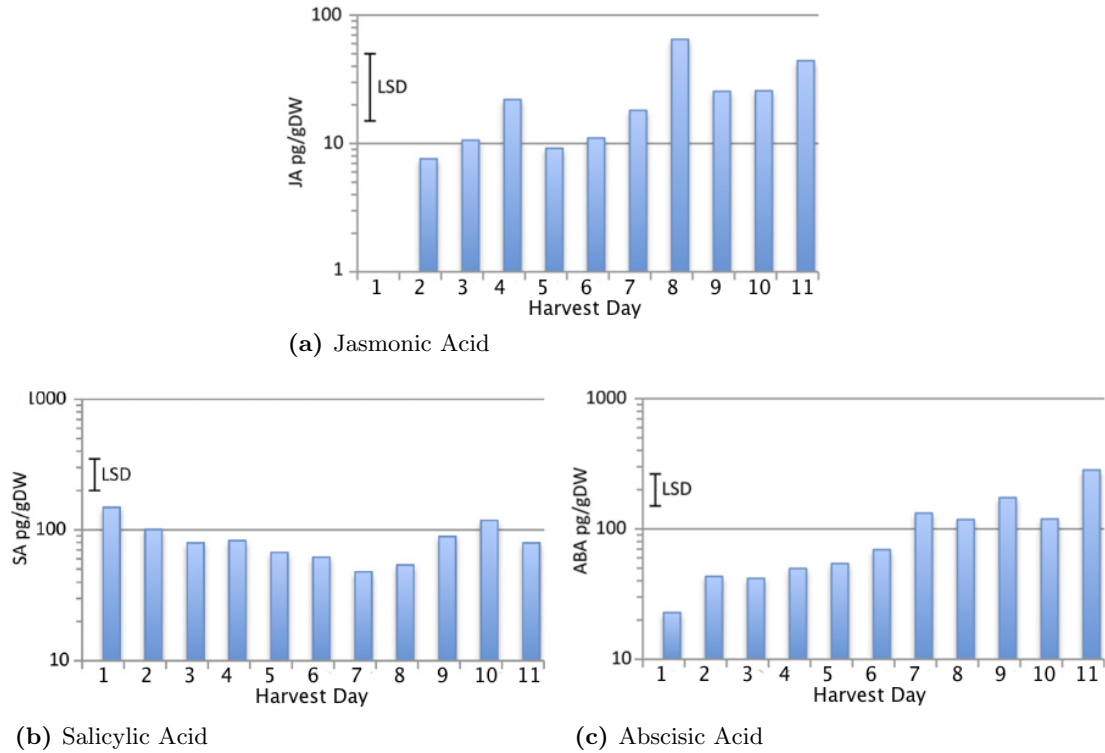 100
LSD
JA pg/gDW
10
1
1 2 3 4 5 6 7 8 9 10 11
Harvest Day
(a) Jasmonic Acid
1000
LSD
SA pg/gDW
100
10
1 2 3 4 5 6 7 8 9 10 11
Harvest Day
(b) Salicylic Acid
1000
LSD
ABA pg/gDW
100
10
1 2 3 4 5 6 7 8 9 10 11
Harvest Day
(c) Abscisic Acid